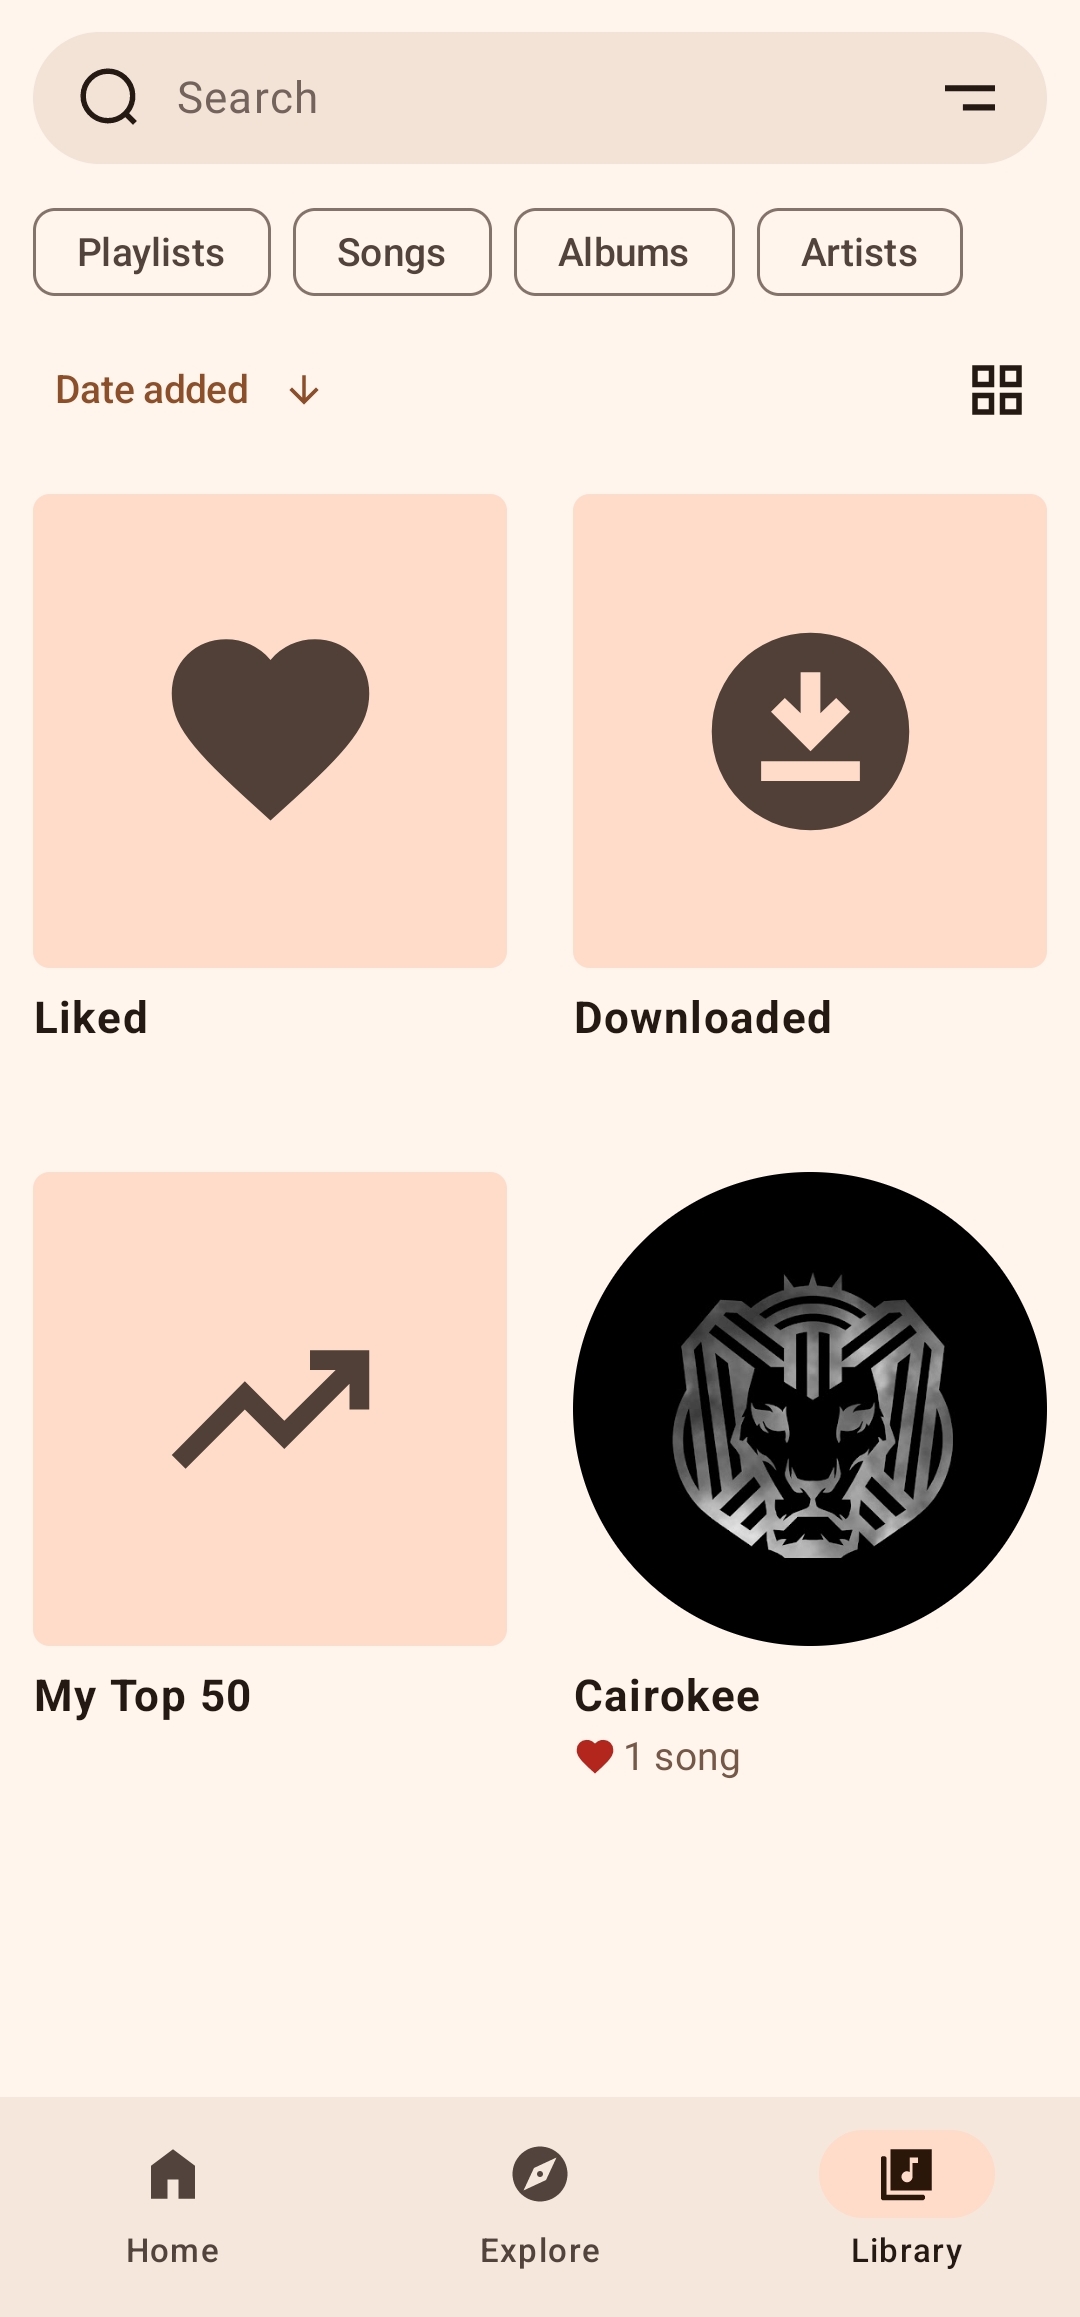 Search
Playlists
Songs
Albums
Artists
Date added
Liked
Downloaded
My Top 50
Cairokee
1 song
Home
Explore
Library